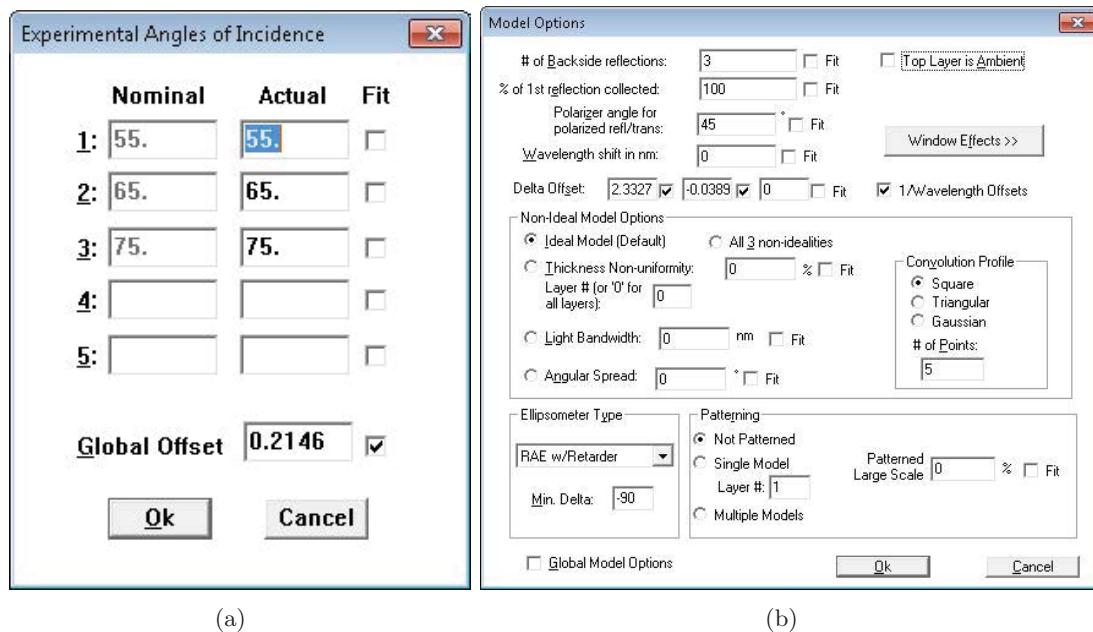 Experimental Angles of Incidence
Nominal Actual Fit
1: 55. 55.
2: 65. 65.
3: 75. 75.
4:
5:
Global Offset 0.2146
Ok Cancel
(a)
Model Options
# of Backside reflections: 3 Fit Top Layer is Ambient
% of 1st reflection collected: 100 Fit
Polarizer angle for
polarized refl/trans: 45 ° Fit
Window Effects >>
Wavelength shift in nm: 0 Fit
Delta Offset: 2.3327 -0.0389 0 Fit 1/Wavelength Offsets
Non-Ideal Model Options
Ideal Model (Default) All 3 non-idealities
Thickness Non-uniformity: 0 % Fit
Layer # (or '0' for
all layers): 0
Light Bandwidth: 0 nm Fit
Angular Spread: 0 ° Fit
Convolution Profile
Square
Triangular
Gaussian
# of Points:
5
Ellipsometer Type
RAE w/Retarder
Min. Delta: -90
Patterning
Not Patterned
Single Model
Layer #: 1
Multiple Models
Patterned
Large Scale 0 % Fit
Global Model Options
Ok Cancel
(b)